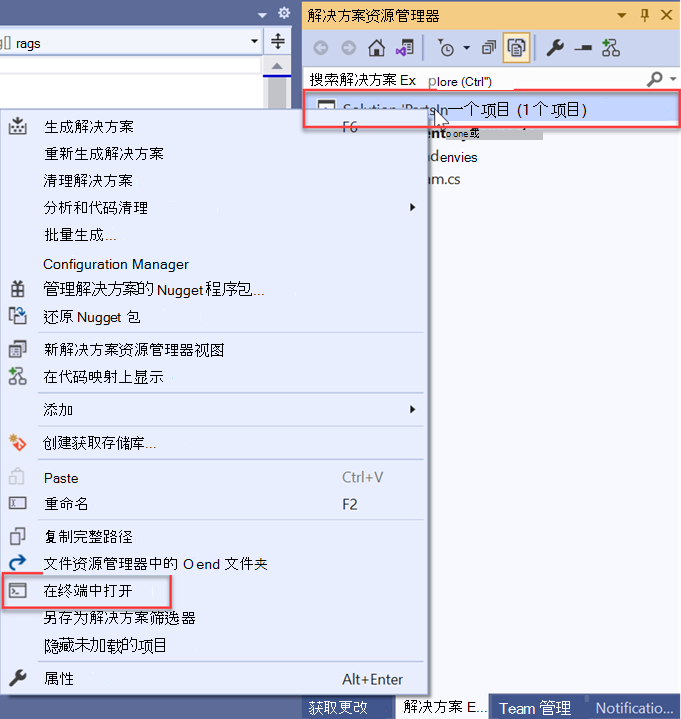 解决方案资源管理器
rags
搜索解决方案 Ex plore (Ctrl")
一个项目 (1 个项目)
生成解决方案 F6
o one 或
重新生成解决方案
denvies
清理解决方案
m.cs
分析和代码清理
批量生成...
Configuration Manager
管理解决方案的 Nugget 程序包...
还原 Nugget 包
新解决方案资源管理器视图
在代码映射上显示
添加
创建获取存储库...
Paste Ctrl+V
重命名 F2
复制完整路径
文件资源管理器中的 O end 文件夹
在终端中打开
另存为解决方案筛选器
隐藏未加载的项目
属性 Alt+Enter
获取更改 解决方案 E... Team 管理 Notificatio...